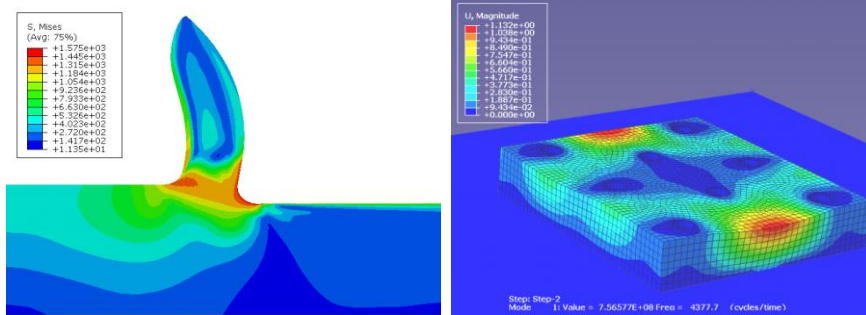 S, Mises
(Avg: 75%)
+1.575e+03
+1.445e+03
+1.315e+03
+1.184e+03
+1.054e+03
+9.236e+02
+7.933e+02
+6.630e+02
+5.326e+02
+4.023e+02
+2.720e+02
+1.417e+02
+1.135e+01
U, Magnitude
+1.132e+00
+1.038e+00
+9.434e-01
+8.490e-01
+7.547e-01
+6.604e-01
+5.660e-01
+4.717e-01
+3.773e-01
+2.830e-01
+1.887e-01
+9.434e-02
+0.000e+00
Step: Step-2
Mode 1: Value = 7.56577E+08 Freq = 4377.7 (cycles/time)